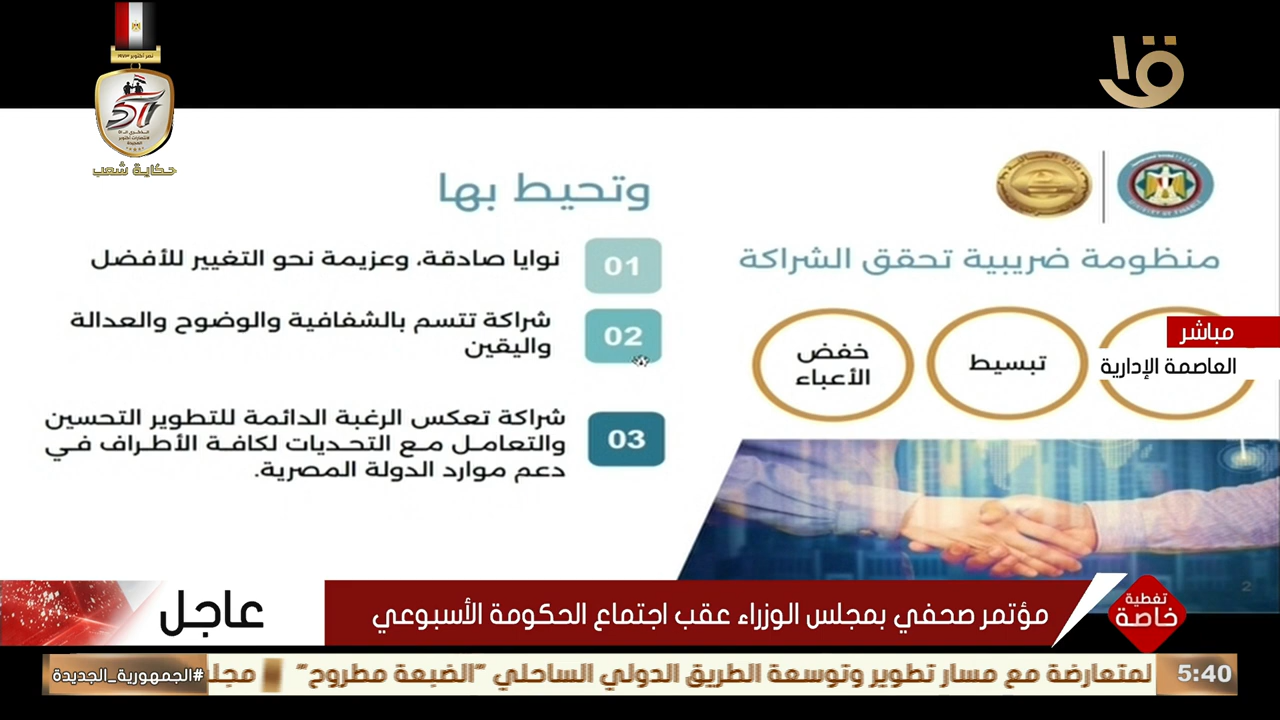 حكاية شعب
منظومة ضريبية تحقق الشراكة
تبسيط
خفض
الأعباء
وتحيط بها
01
نوايا صادقة، وعزيمة نحو التغيير للأفضل
02
شراكة تتسم بالشفافية والوضوح والعدالة
واليقين
03
شراكة تعكس الرغبة الدائمة للتطوير التحسين
والتعامل مع التحديات لكافة الأطراف في
دعم موارد الدولة المصرية.
2
مباشر
العاصمة الإدارية
تغطية
خاصة
مؤتمر صحفي بمجلس الوزراء عقب اجتماع الحكومة الأسبوعي
عاجل
5:40
لمتعارضة مع مسار تطوير وتوسعة الطريق الدولي الساحلي "الضبعة مطروح"
#الجمهورية_الجديدة